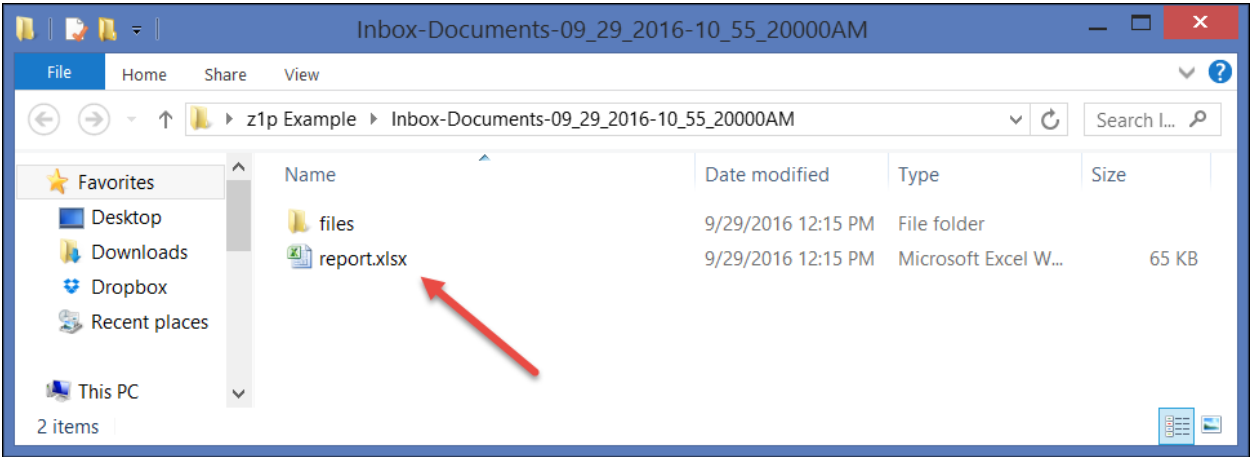 Inbox-Documents-09_29_2016-10_55_20000AM
File Home Share View
z1p Example Inbox-Documents-09_29_2016-10_55_20000AM Search I...
Favorites
Desktop
Downloads
Dropbox
Recent places
This PC
Name Date modified Type Size
files 9/29/2016 12:15 PM File folder
report.xlsx 9/29/2016 12:15 PM Microsoft Excel W... 65 KB
2 items